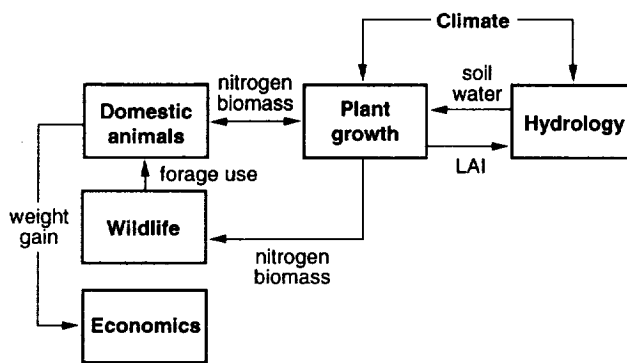 Climate
nitrogen
biomass
soil
water
Domestic
animals
Plant
growth
Hydrology
forage use
LAI
weight
gain
Wildlife
nitrogen
biomass
Economics